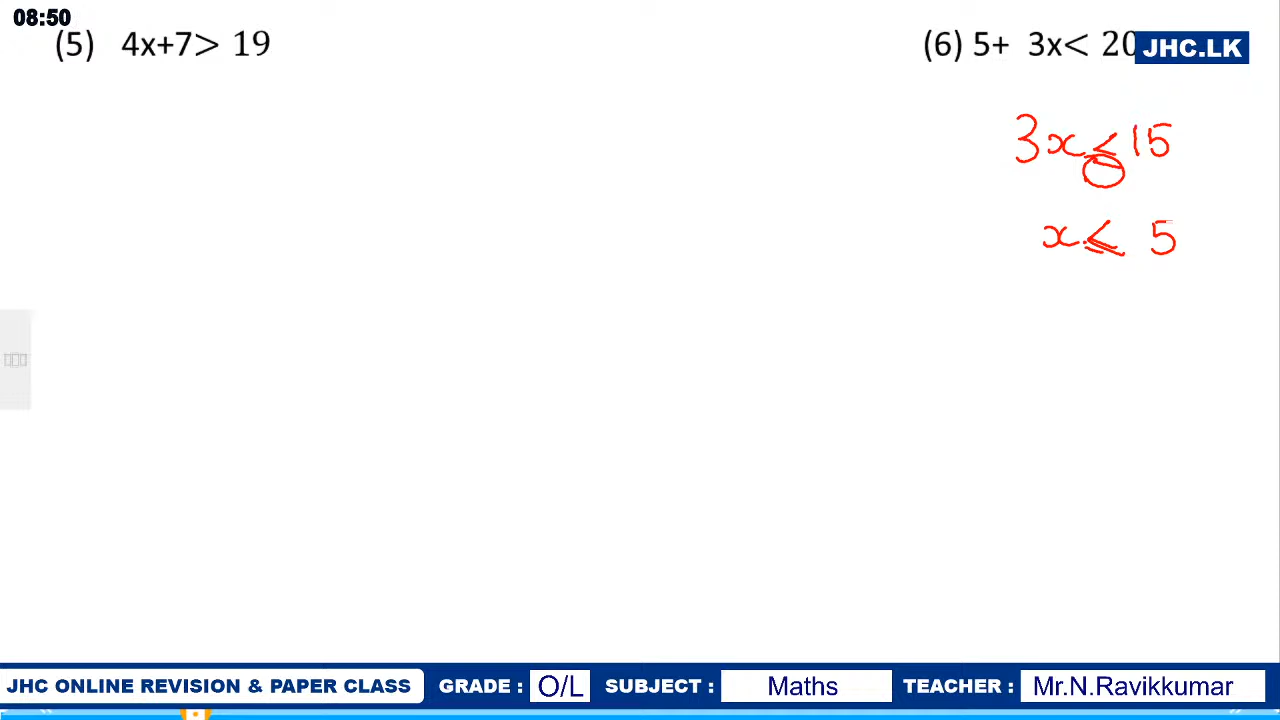 08:50
(5) 4x+7> 19
(6) 5+ 3x< 20
JHC.LK
3x ≤ 15
x ≤ 5
JHC ONLINE REVISION & PAPER CLASS GRADE : O/L SUBJECT : Maths TEACHER : Mr.N.Ravikkumar